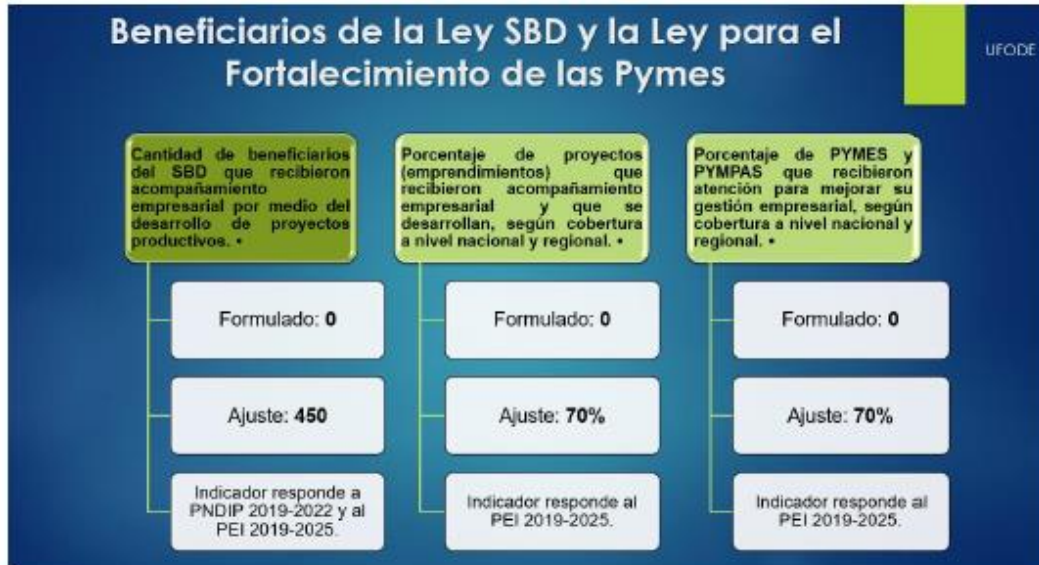 Beneficiarios de la Ley SBD y la Ley para el
Fortalecimiento de las Pymes
UFODE
Cantidad de beneficiarios
del SBD que recibieron
acompañamiento
empresarial por medio del
desarrollo de proyectos
productivos. •
Formulado: 0
Ajuste: 450
Indicador responde a
PNDIP 2019-2022 y al
PEI 2019-2025.
Porcentaje de proyectos
(emprendimientos) que
recibieron acompañamiento
empresarial y que se
desarrollan, según cobertura
a nivel nacional y regional. •
Formulado: 0
Ajuste: 70%
Indicador responde al
PEI 2019-2025.
Porcentaje de PYMES y
PYMPAS que recibieron
atención para mejorar su
gestión empresarial, según
cobertura a nivel nacional y
regional. •
Formulado: 0
Ajuste: 70%
Indicador responde al
PEI 2019-2025.